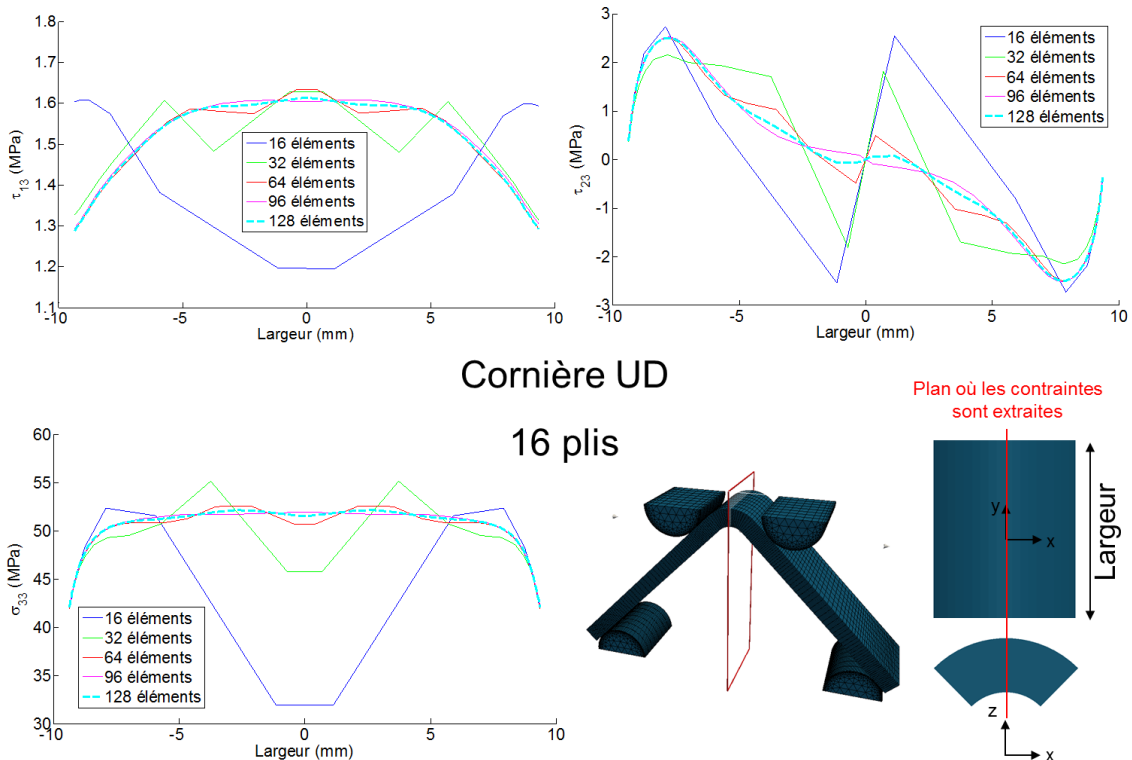 1.8
1.7
1.6
1.5
1.4
1.3
1.2
1.1
τ13 (MPa)
-10
-5
0
5
10
Largeur (mm)
16 éléments
32 éléments
64 éléments
96 éléments
128 éléments
3
2
1
0
-1
-2
-3
τ23 (MPa)
-10
-5
0
5
10
Largeur (mm)
16 éléments
32 éléments
64 éléments
96 éléments
128 éléments
Cornière UD
16 plis
60
55
50
45
40
35
30
σ33 (MPa)
-10
-5
0
5
10
Largeur (mm)
16 éléments
32 éléments
64 éléments
96 éléments
128 éléments
Plan où les contraintes
sont extraites
y
x
Largeur
z
x